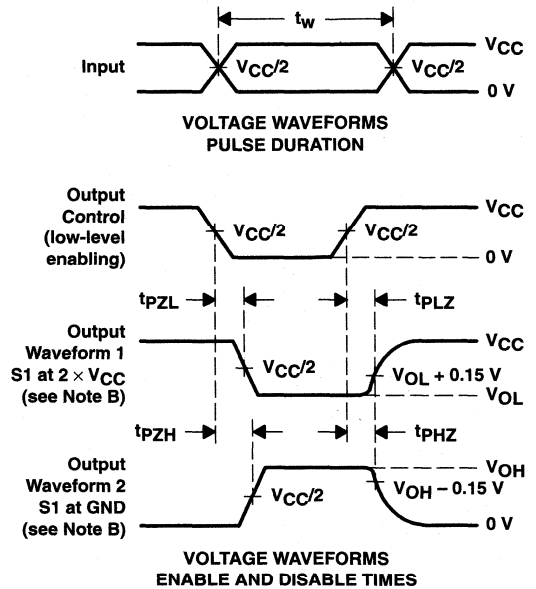 tw
VCC
Input
VCC/2
VCC/2
0 V
VOLTAGE WAVEFORMS
PULSE DURATION
Output
Control
(low-level
enabling)
VCC
VCC/2
VCC/2
0 V
tPZL
tPLZ
Output
Waveform 1
S1 at 2 × VCC
(see Note B)
VCC
VCC/2
VOL + 0.15 V
VOL
tPZH
tPHZ
Output
Waveform 2
S1 at GND
(see Note B)
VOH
VCC/2
VOH − 0.15 V
0 V
VOLTAGE WAVEFORMS
ENABLE AND DISABLE TIMES